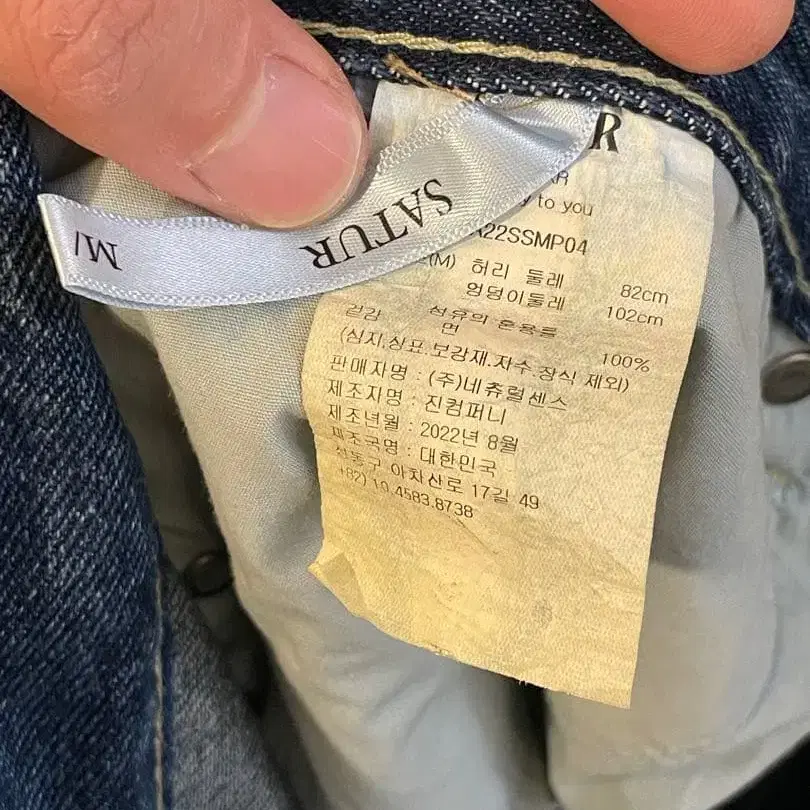 SATUR
M/
R
AR
y to you
A22SSMP04
(M) 허리 둘레 82cm
엉덩이둘레 102cm
겉감 섬유의 혼용률
면 100%
(심지,상표,보강재,자수,장식 제외)
판매자명 : (주)네츄럴센스
제조자명 : 진컴퍼니
제조년월 : 2022년 8월
제조국명 : 대한민국
성동구 아차산로 17길 49
+82) 10.4583.8738